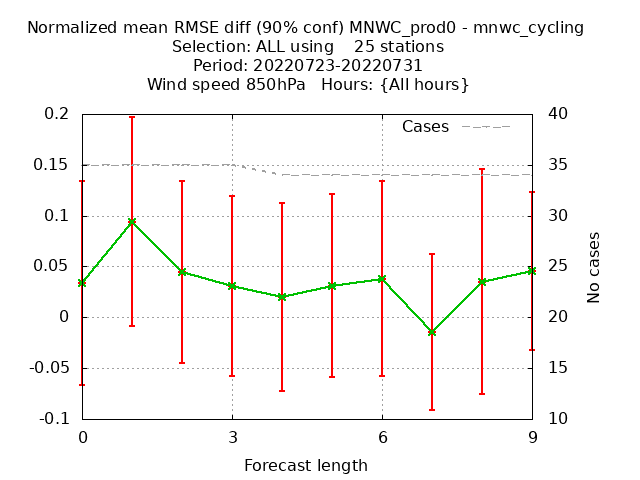 Normalized mean RMSE diff (90% conf) MNWC_prod0 - mnwc_cycling
Selection: ALL using    25 stations
Period: 20220723-20220731
Wind speed 850hPa   Hours: {All hours}
0.2
0.15
0.1
0.05
0
-0.05
-0.1
Cases
40
35
30
25
20
15
10
No cases
0 3 6 9
Forecast length